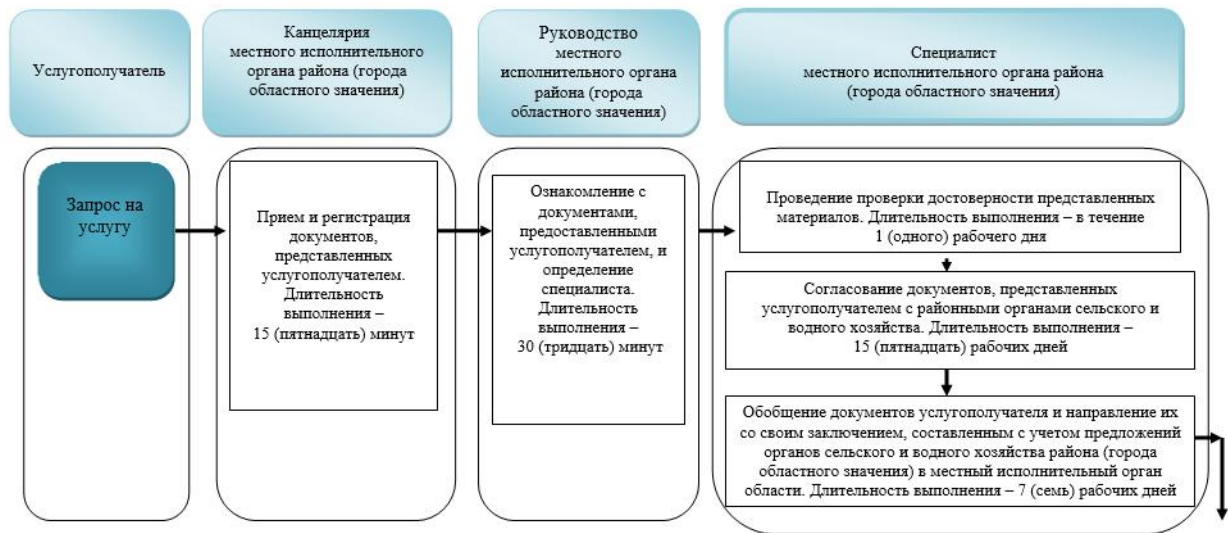 Услугополучатель
Канцелярия
местного исполнительного
органа района (города
областного значения)
Руководство
местного
исполнительного органа
района (города
областного значения)
Специалист
местного исполнительного органа района
(города областного значения)
Запрос на
услугу
Прием и регистрация
документов,
представленных
услугополучателем.
Длительность
выполнения –
15 (пятнадцать) минут
Ознакомление с
документами,
предоставленными
услугополучателем, и
определение
специалиста.
Длительность
выполнения –
30 (тридцать) минут
Проведение проверки достоверности представленных
материалов. Длительность выполнения – в течение
1 (одного) рабочего дня
Согласование документов, представленных
услугополучателем с районными органами сельского и
водного хозяйства. Длительность выполнения –
15 (пятнадцать) рабочих дней
Обобщение документов услугополучателя и направление их
со своим заключением, составленным с учетом предложений
органов сельского и водного хозяйства района (города
областного значения) в местный исполнительный орган
области. Длительность выполнения – 7 (семь) рабочих дней